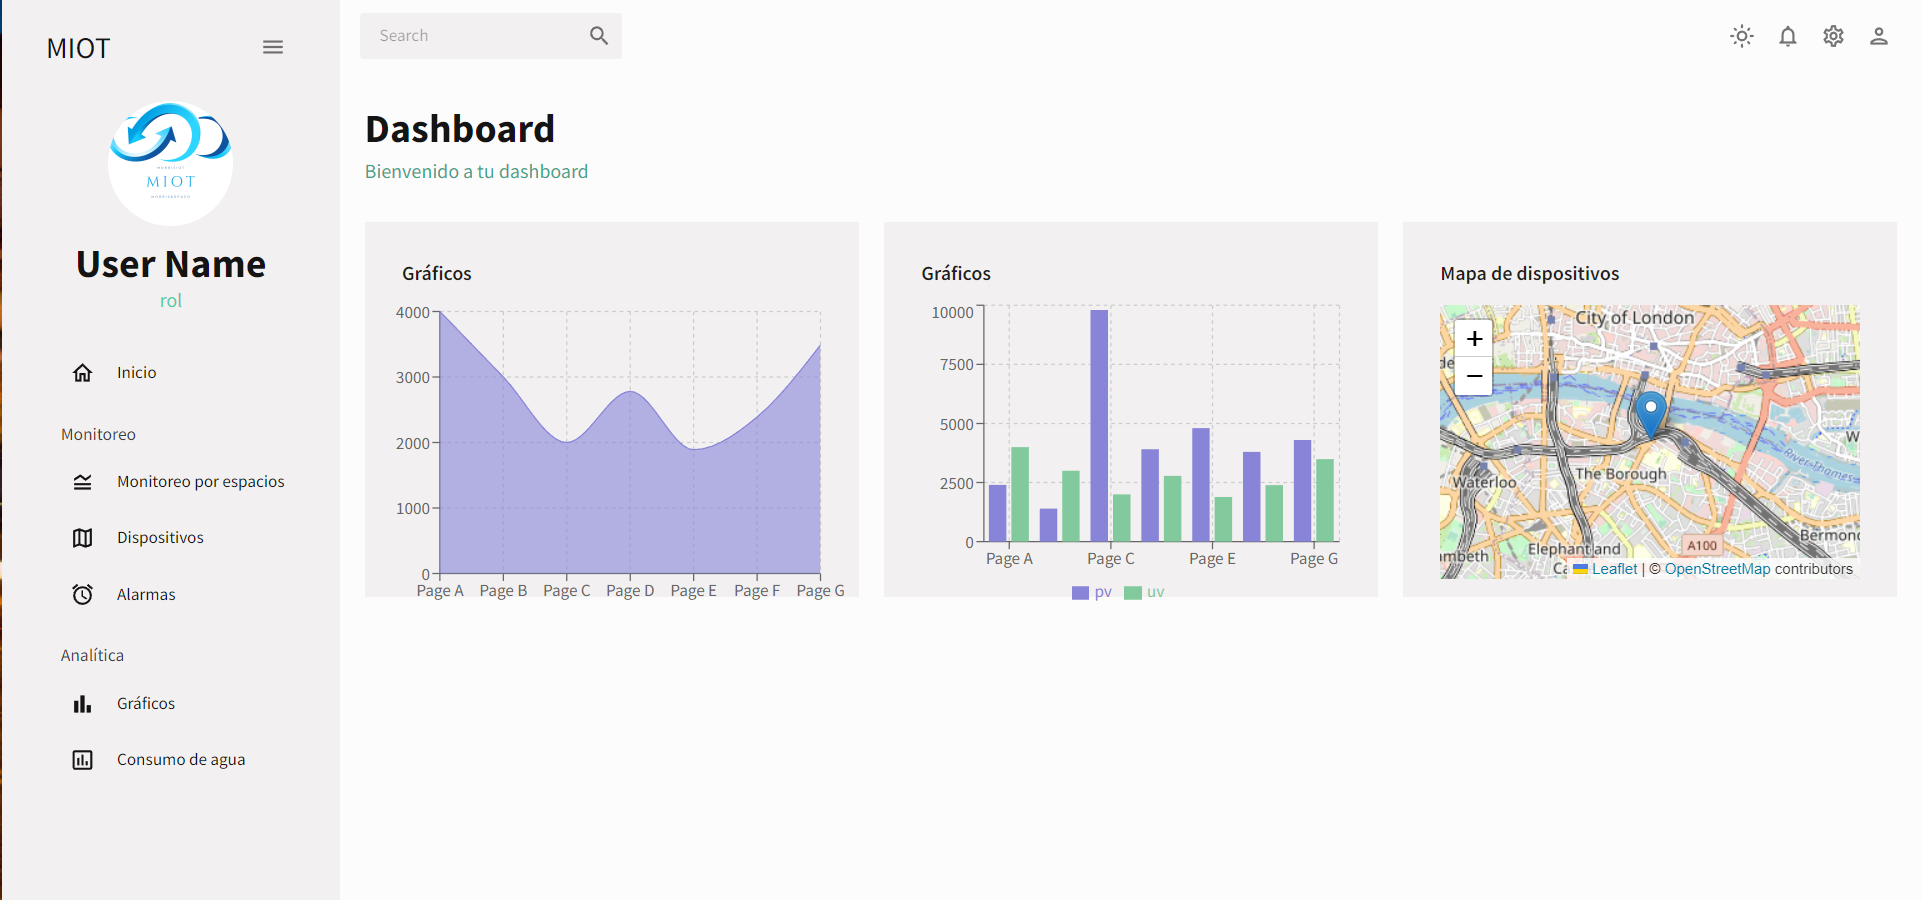 MIOT
MIOT
User Name
rol
Inicio
Monitoreo
Monitoreo por espacios
Dispositivos
Alarmas
Analítica
Gráficos
Consumo de agua
Search
Dashboard
Bienvenido a tu dashboard
Gráficos
4000
3000
2000
1000
0
Page A Page B Page C Page D Page E Page F Page G
Gráficos
10000
7500
5000
2500
0
Page A Page C Page E Page G
pv uv
Mapa de dispositivos
+
−
City of London
de
W
River Thames
The Borough
Waterloo
Elephant and
Ca
A100
Bermond
mbeth
Leaflet | © OpenStreetMap contributors